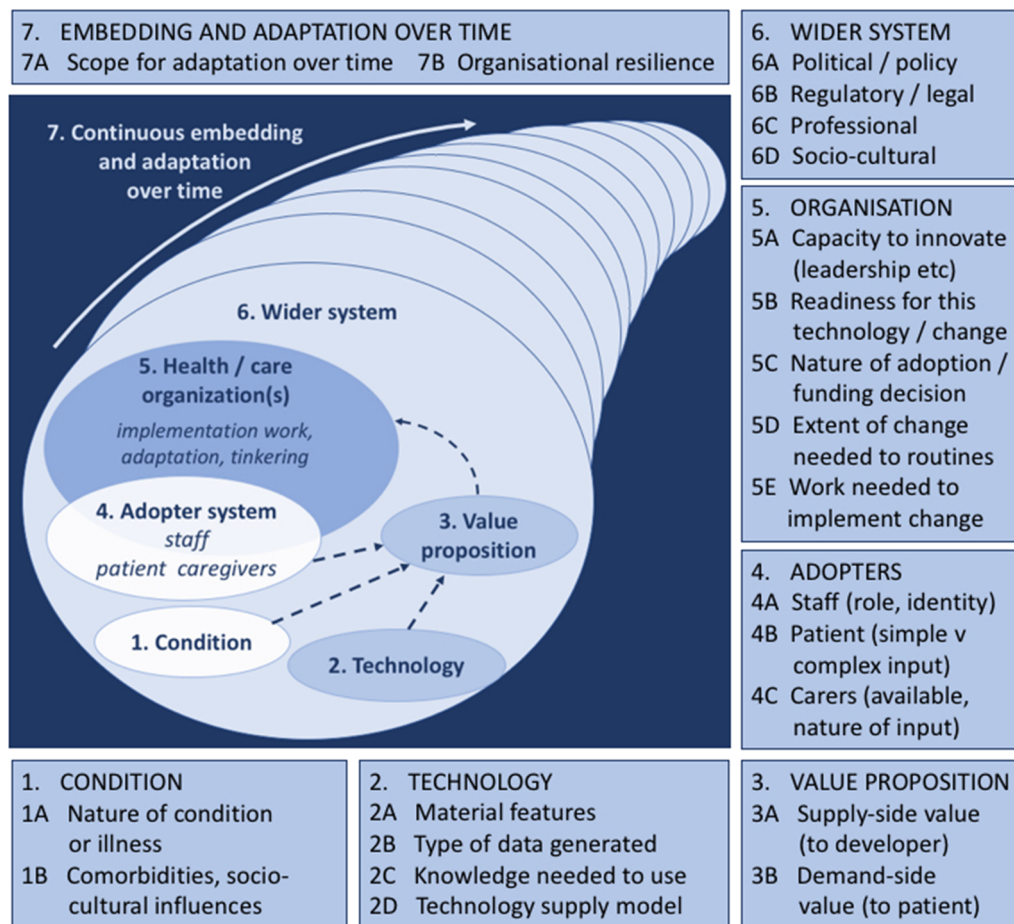 7. EMBEDDING AND ADAPTATION OVER TIME
7A Scope for adaptation over time 7B Organisational resilience
7. Continuous embedding
and adaptation
over time
6. Wider system
5. Health / care
organization(s)
implementation work,
adaptation, tinkering
4. Adopter system
staff
patient caregivers
3. Value
proposition
1. Condition
2. Technology
6. WIDER SYSTEM
6A Political / policy
6B Regulatory / legal
6C Professional
6D Socio-cultural
5. ORGANISATION
5A Capacity to innovate
(leadership etc)
5B Readiness for this
technology / change
5C Nature of adoption /
funding decision
5D Extent of change
needed to routines
5E Work needed to
implement change
4. ADOPTERS
4A Staff (role, identity)
4B Patient (simple v
complex input)
4C Carers (available,
nature of input)
1. CONDITION
1A Nature of condition
or illness
1B Comorbidities, socio-
cultural influences
2. TECHNOLOGY
2A Material features
2B Type of data generated
2C Knowledge needed to use
2D Technology supply model
3. VALUE PROPOSITION
3A Supply-side value
(to developer)
3B Demand-side
value (to patient)